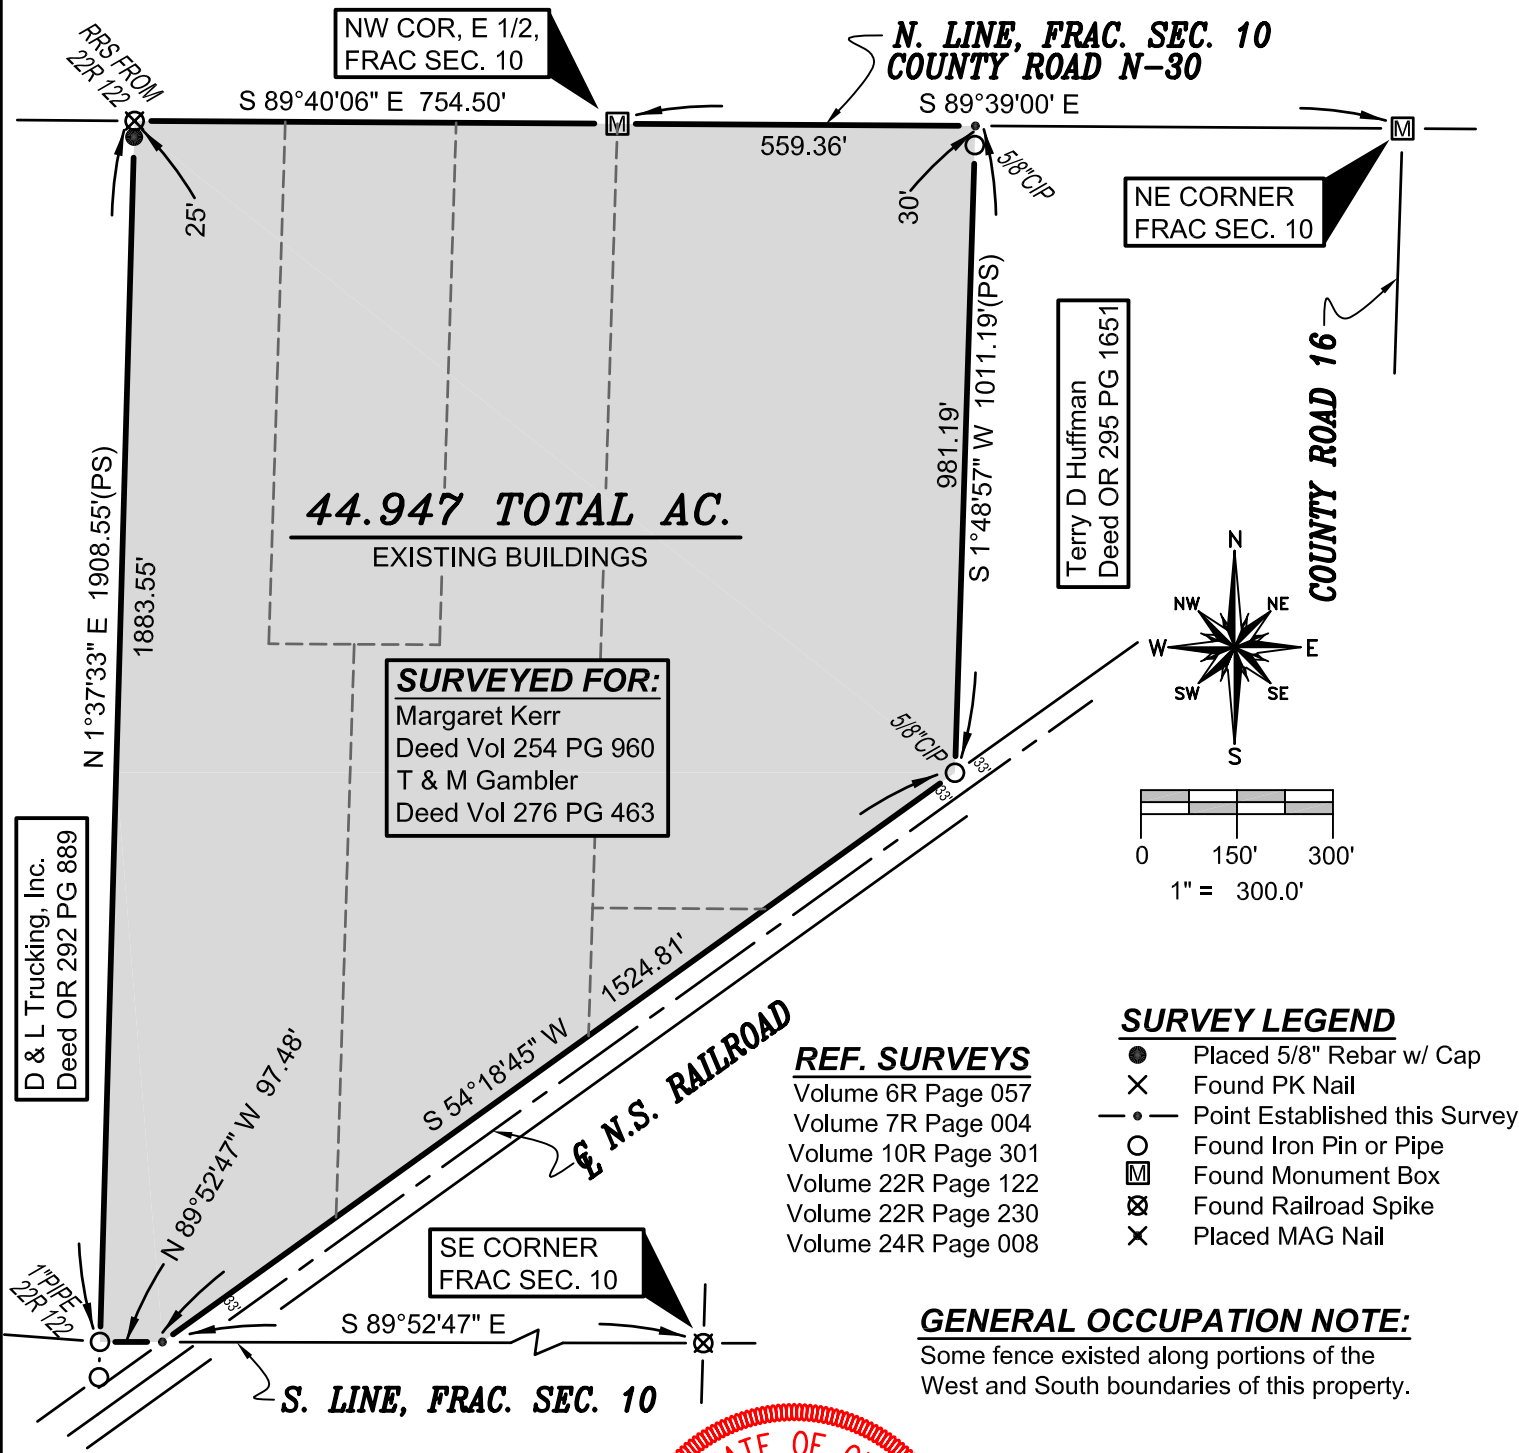 RRS FROM
22R 122
NW COR, E 1/2,
FRAC SEC. 10
N. LINE, FRAC. SEC. 10
COUNTY ROAD N-30
S 89°40'06" E 754.50'
S 89°39'00' E
M
M
559.36'
25'
30'
5/8"CIP
NE CORNER
FRAC SEC. 10
N 1°37'33" E 1908.55'(PS)
1883.55'
981.19'
S 1°48'57" W 1011.19'(PS)
Terry D Huffman
Deed OR 295 PG 1651
COUNTY ROAD 16
44.947 TOTAL AC.
EXISTING BUILDINGS
N
NW
NE
W
E
SW
SE
S
SURVEYED FOR:
Margaret Kerr
Deed Vol 254 PG 960
T & M Gambler
Deed Vol 276 PG 463
5/8"CIP
33'
33'
0 150' 300'
1" = 300.0'
D & L Trucking, Inc.
Deed OR 292 PG 889
1524.81'
S 54°18'45" W
N 89°52'47" W 97.48'
℄ N.S. RAILROAD
REF. SURVEYS
Volume 6R Page 057
Volume 7R Page 004
Volume 10R Page 301
Volume 22R Page 122
Volume 22R Page 230
Volume 24R Page 008
SURVEY LEGEND
Placed 5/8" Rebar w/ Cap
Found PK Nail
Point Established this Survey
Found Iron Pin or Pipe
M Found Monument Box
Found Railroad Spike
Placed MAG Nail
1"PIPE
22R 122
33'
SE CORNER
FRAC SEC. 10
S 89°52'47" E
S. LINE, FRAC. SEC. 10
GENERAL OCCUPATION NOTE:
Some fence existed along portions of the
West and South boundaries of this property.
OF